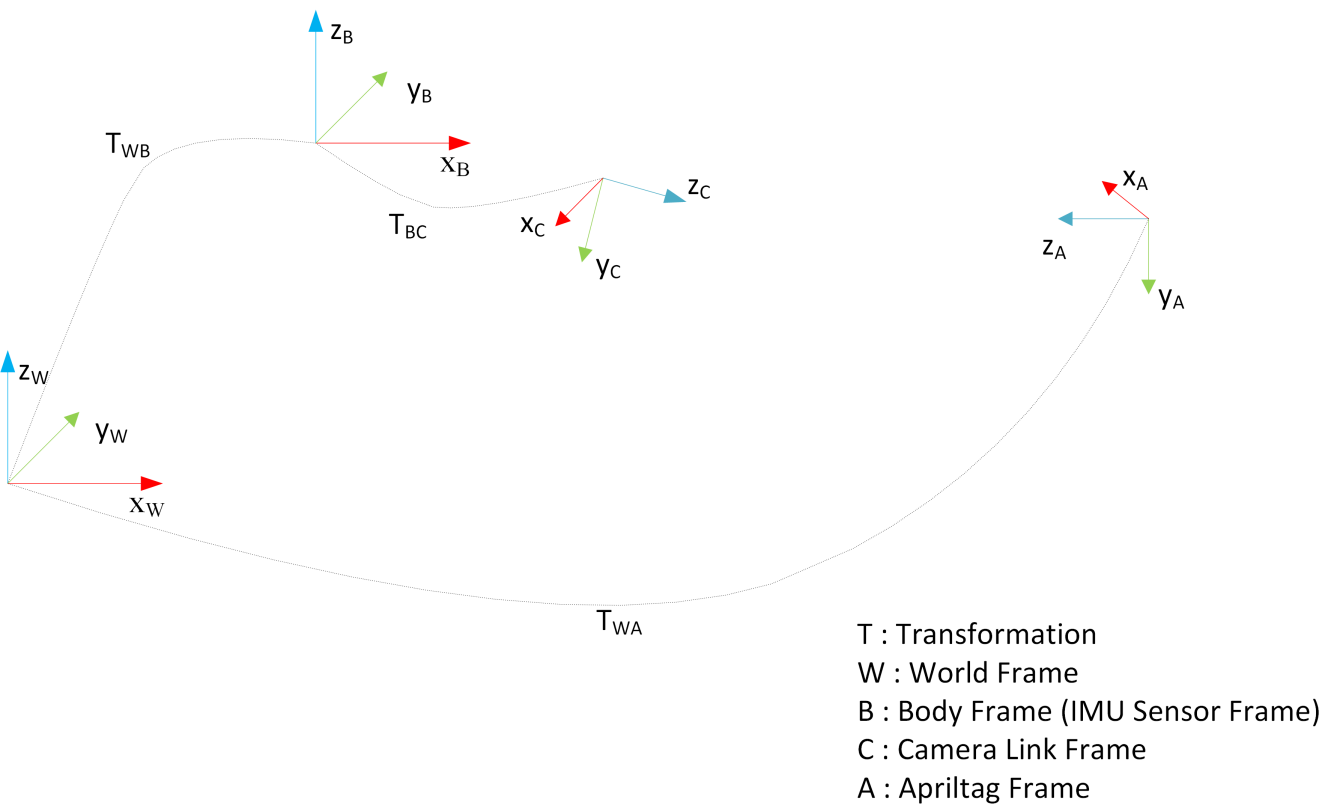 z_B
y_B
T_WB
x_B
x_A
z_C
T_BC
x_C
z_A
y_C
y_A
z_W
y_W
x_W
T_WA
T : Transformation
W : World Frame
B : Body Frame (IMU Sensor Frame)
C : Camera Link Frame
A : Apriltag Frame